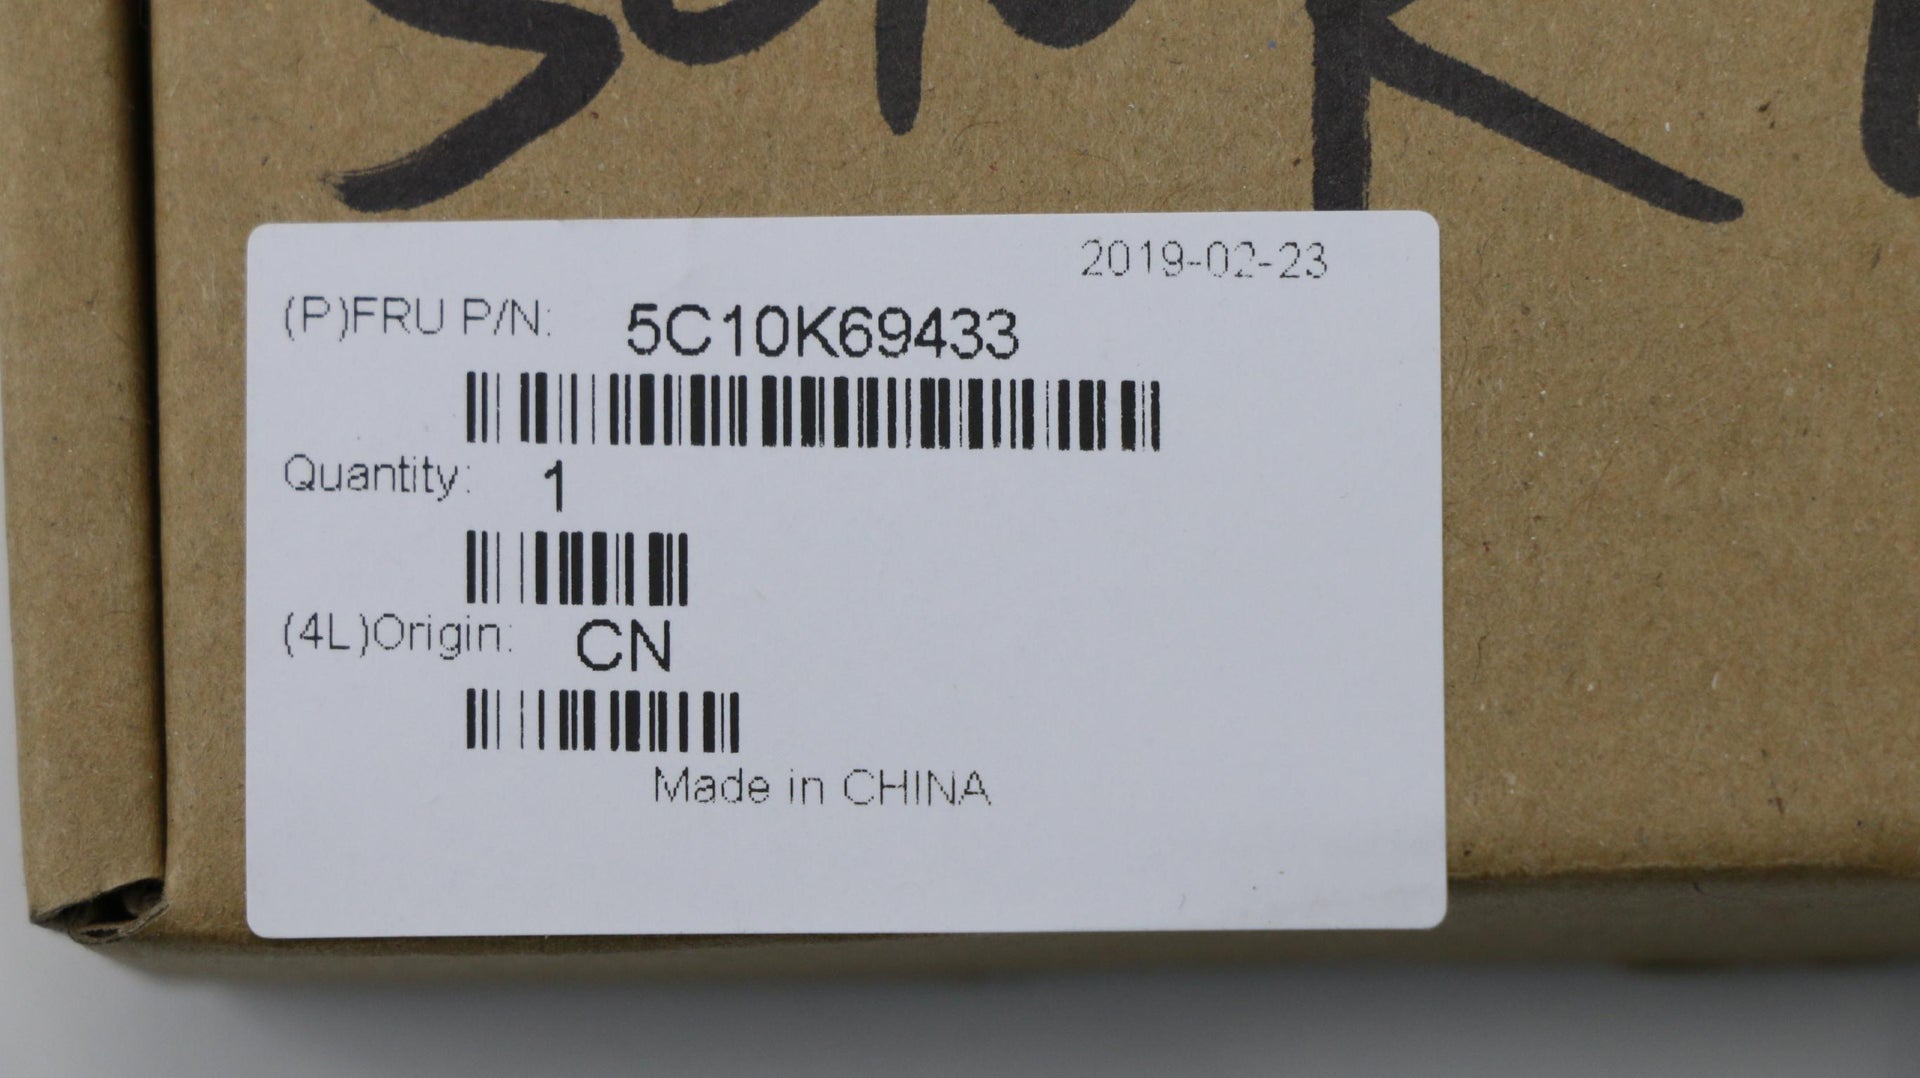 2019-02-23
(P)FRU P/N: 5C10K69433
Quantity: 1
(4L)Origin: CN
Made in CHINA